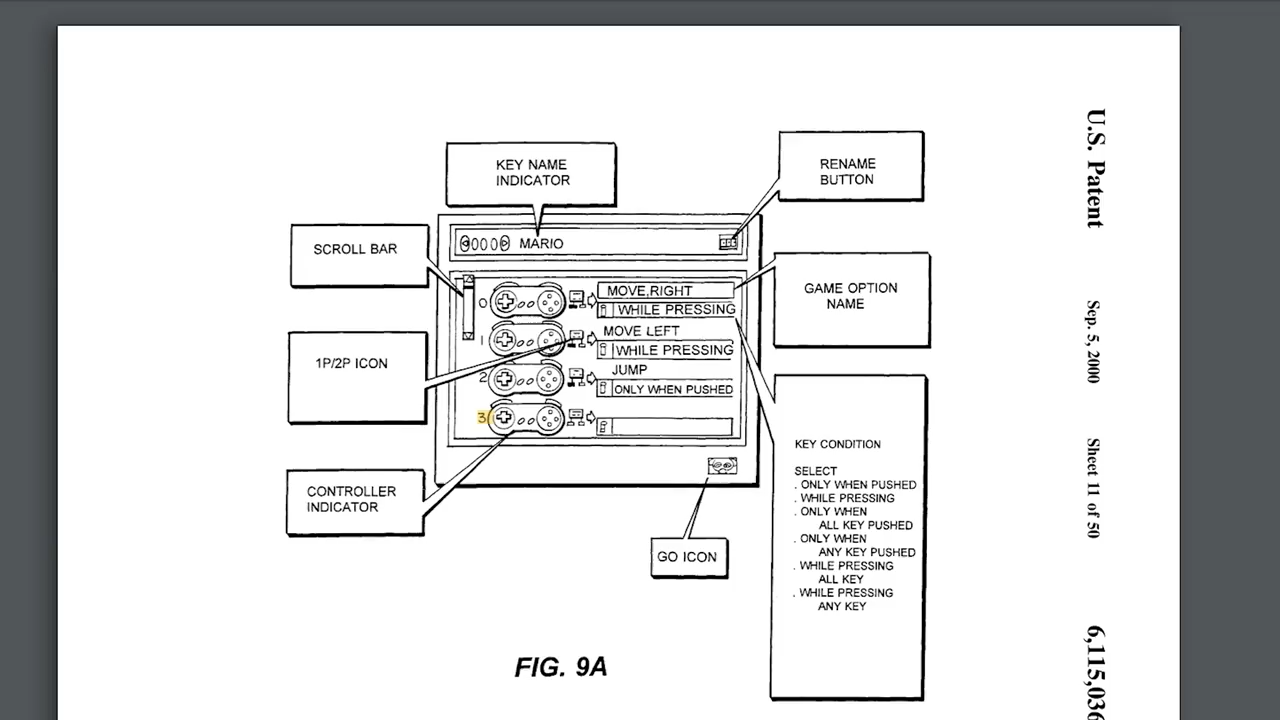 KEY NAME
INDICATOR
RENAME
BUTTON
SCROLL BAR
0000 MARIO
GAME OPTION
NAME
0
MOVE,RIGHT
WHILE PRESSING
1
MOVE LEFT
WHILE PRESSING
1P/2P ICON
2
JUMP
ONLY WHEN PUSHED
3
CONTROLLER
INDICATOR
KEY CONDITION
SELECT
. ONLY WHEN PUSHED
. WHILE PRESSING
. ONLY WHEN
ALL KEY PUSHED
. ONLY WHEN
ANY KEY PUSHED
. WHILE PRESSING
ALL KEY
. WHILE PRESSING
ANY KEY
GO ICON
FIG. 9A
U.S. Patent
Sep. 5, 2000
Sheet 11 of 50
6,115,036